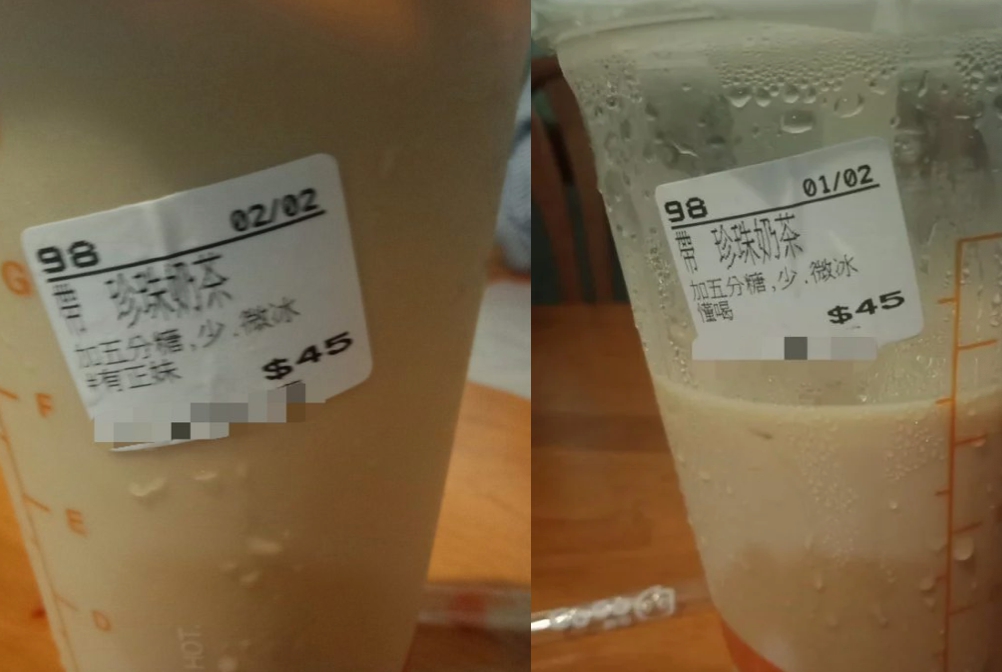 98 02/02
帶 珍珠奶茶
加五分糖,少.微冰
#有正妹
$45
G
F
E
D
HOT.
98 01/02
帶 珍珠奶茶
加五分糖,少.微冰
懂喝
$45